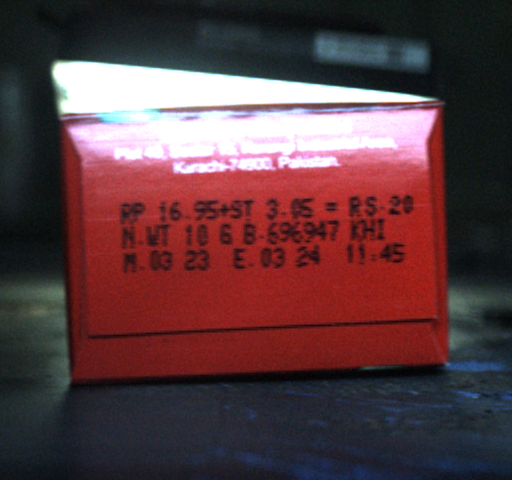 Karachi-74900, Pakistan.
RP 16.95+ST 3.05 = RS.20
N.WT 10 G B-696947 KHI
M.03 23 E.03 24 11:45